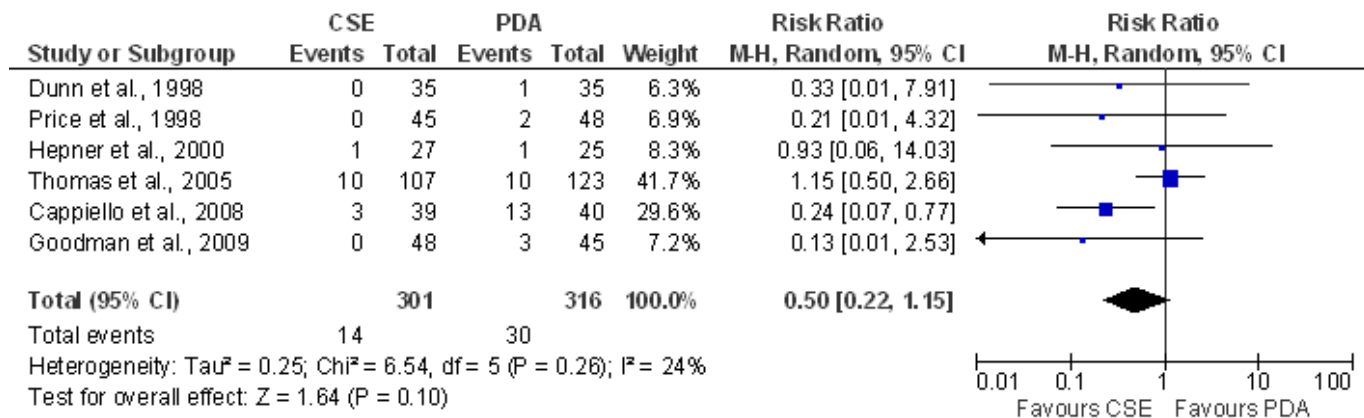 CSE PDA Risk Ratio Risk Ratio
Study or Subgroup Events Total Events Total Weight M-H, Random, 95% CI M-H, Random, 95% CI
Dunn et al., 1998 0 35 1 35 6.3% 0.33 [0.01, 7.91]
Price et al., 1998 0 45 2 48 6.9% 0.21 [0.01, 4.32]
Hepner et al., 2000 1 27 1 25 8.3% 0.93 [0.06, 14.03]
Thomas et al., 2005 10 107 10 123 41.7% 1.15 [0.50, 2.66]
Cappiello et al., 2008 3 39 13 40 29.6% 0.24 [0.07, 0.77]
Goodman et al., 2009 0 48 3 45 7.2% 0.13 [0.01, 2.53]
Total (95% CI) 301 316 100.0% 0.50 [0.22, 1.15]
Total events 14 30
Heterogeneity: Tau² = 0.25; Chi² = 6.54, df = 5 (P = 0.26); I² = 24%
Test for overall effect: Z = 1.64 (P = 0.10)
0.01 0.1 1 10 100
Favours CSE Favours PDA